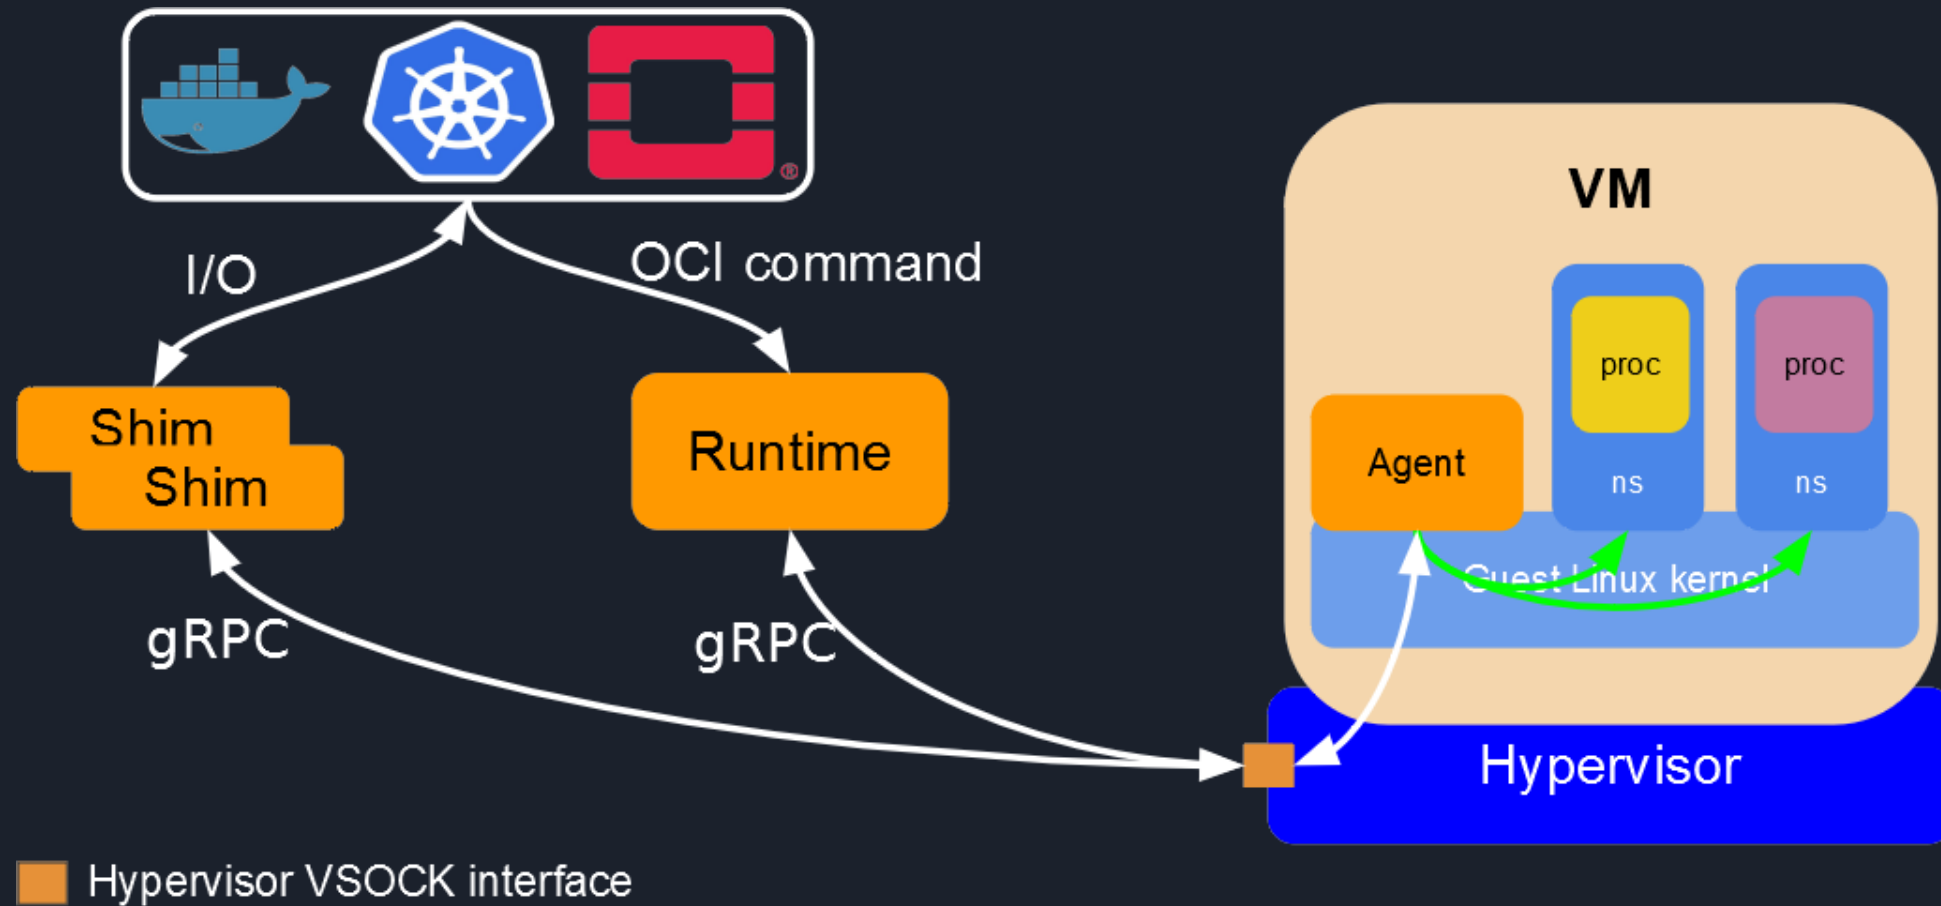 ®
VM
I/O
OCI command
proc
proc
Shim
Shim
Runtime
Agent
ns
ns
Guest Linux kernel
gRPC
gRPC
Hypervisor
Hypervisor VSOCK interface